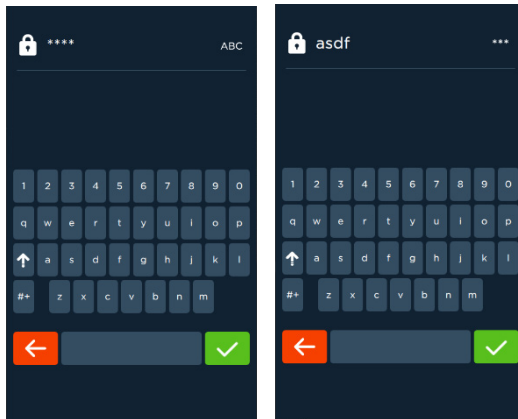 **** ABC
1 2 3 4 5 6 7 8 9 0
q w e r t y u i o p
a s d f g h j k l
#+ z x c v b n m
asdf ***
1 2 3 4 5 6 7 8 9 0
q w e r t y u i o p
a s d f g h j k l
#+ z x c v b n m